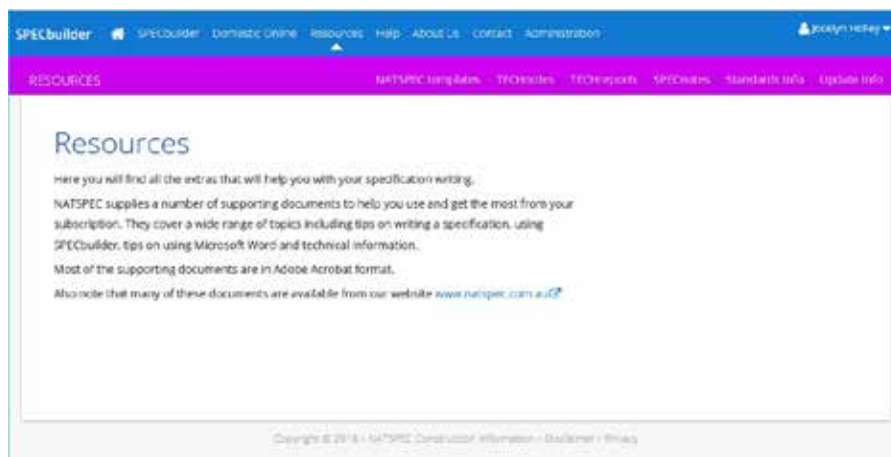 SPECbuilder SPECbuilder Domestic Online Resources Help About Us Contact Administration
RESOURCES NATSPEC templates TECHnotes TECHreports SPECnotes Standards Info Update Info
Resources
Here you will find all the extras that will help you with your specification writing.
NATSPEC supplies a number of supporting documents to help you use and get the most from your
subscription. They cover a wide range of topics including tips on writing a specification, using
SPECbuilder, tips on using Microsoft Word and technical information.
Most of the supporting documents are in Adobe Acrobat format.
Also note that many of these documents are available from our website www.natspec.com.au
Copyright © NATSPEC Construction Information - Disclaimer - Privacy